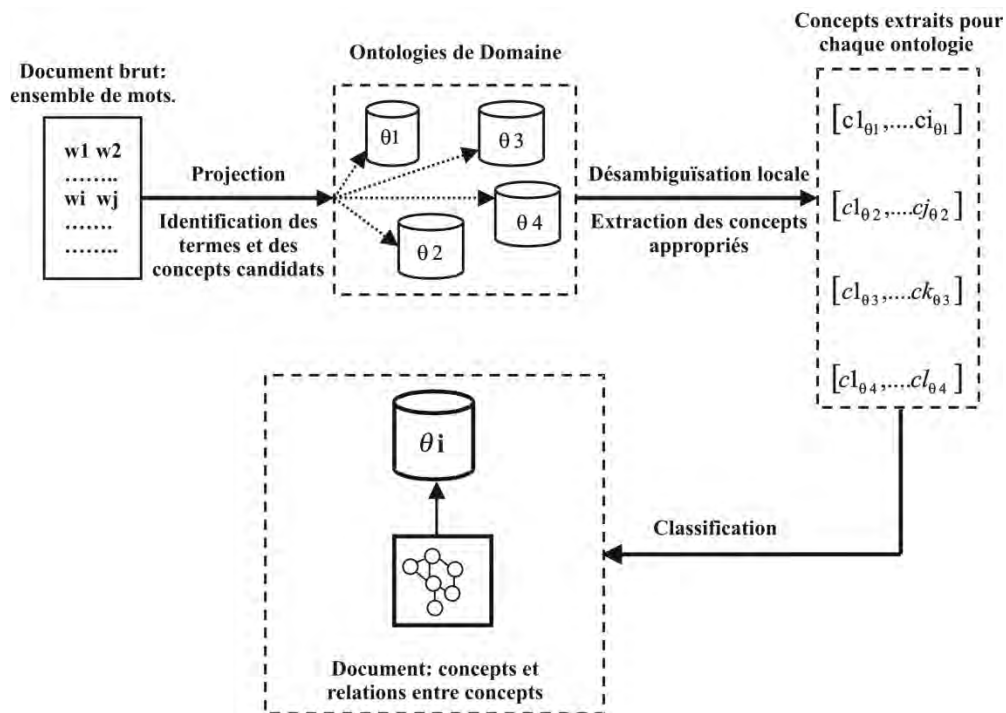 Document brut:
ensemble de mots.
w1 w2
........
wi wj
.......
........
Projection
Identification des
termes et des
concepts candidats
Ontologies de Domaine
θ1
θ3
θ4
θ2
Désambiguïsation locale
Extraction des concepts
appropriés
Concepts extraits pour
chaque ontologie
[c1θ1,....ciθ1]
[c1θ2,....cjθ2]
[c1θ3,....ckθ3]
[c1θ4,....clθ4]
Classification
θi
Document: concepts et
relations entre concepts